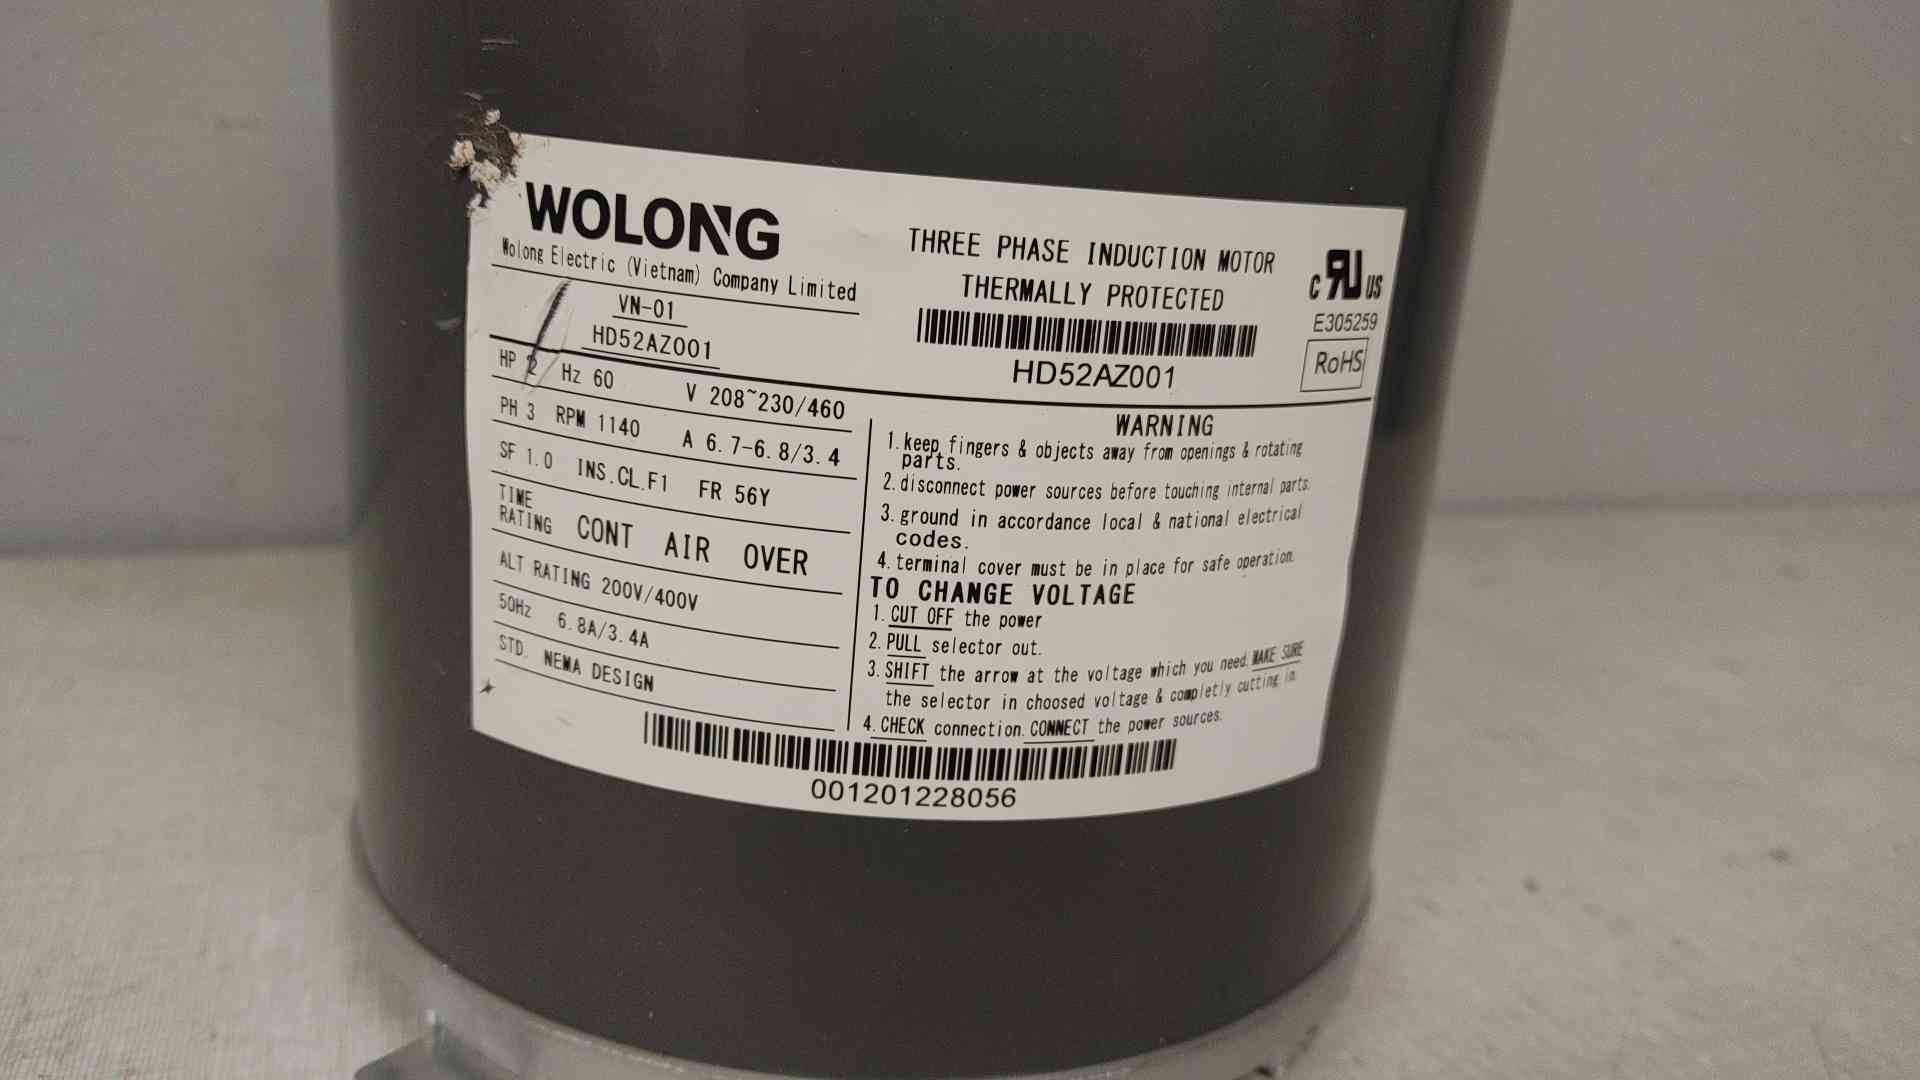 WOLONG
Wolong Electric (Vietnam) Company Limited
VN-01
HD52AZ001
THREE PHASE INDUCTION MOTOR
THERMALLY PROTECTED
HD52AZ001
c RU US
E305259
RoHS
HP 2 Hz 60 V 208~230/460
PH 3 RPM 1140 A 6.7-6.8/3.4
SF 1.0 INS.CL.F1 FR 56Y
TIME
RATING CONT AIR OVER
ALT RATING 200V/400V
50Hz 6.8A/3.4A
STD. NEMA DESIGN
WARNING
1. keep fingers & objects away from openings & rotating
parts.
2. disconnect power sources before touching internal parts.
3. ground in accordance local & national electrical
codes.
4. terminal cover must be in place for safe operation.
TO CHANGE VOLTAGE
1. CUT OFF the power
2. PULL selector out.
3. SHIFT the arrow at the voltage which you need. MAKE SURE
the selector in choosed voltage & completly cutting in.
4. CHECK connection. CONNECT the power sources.
001201228056